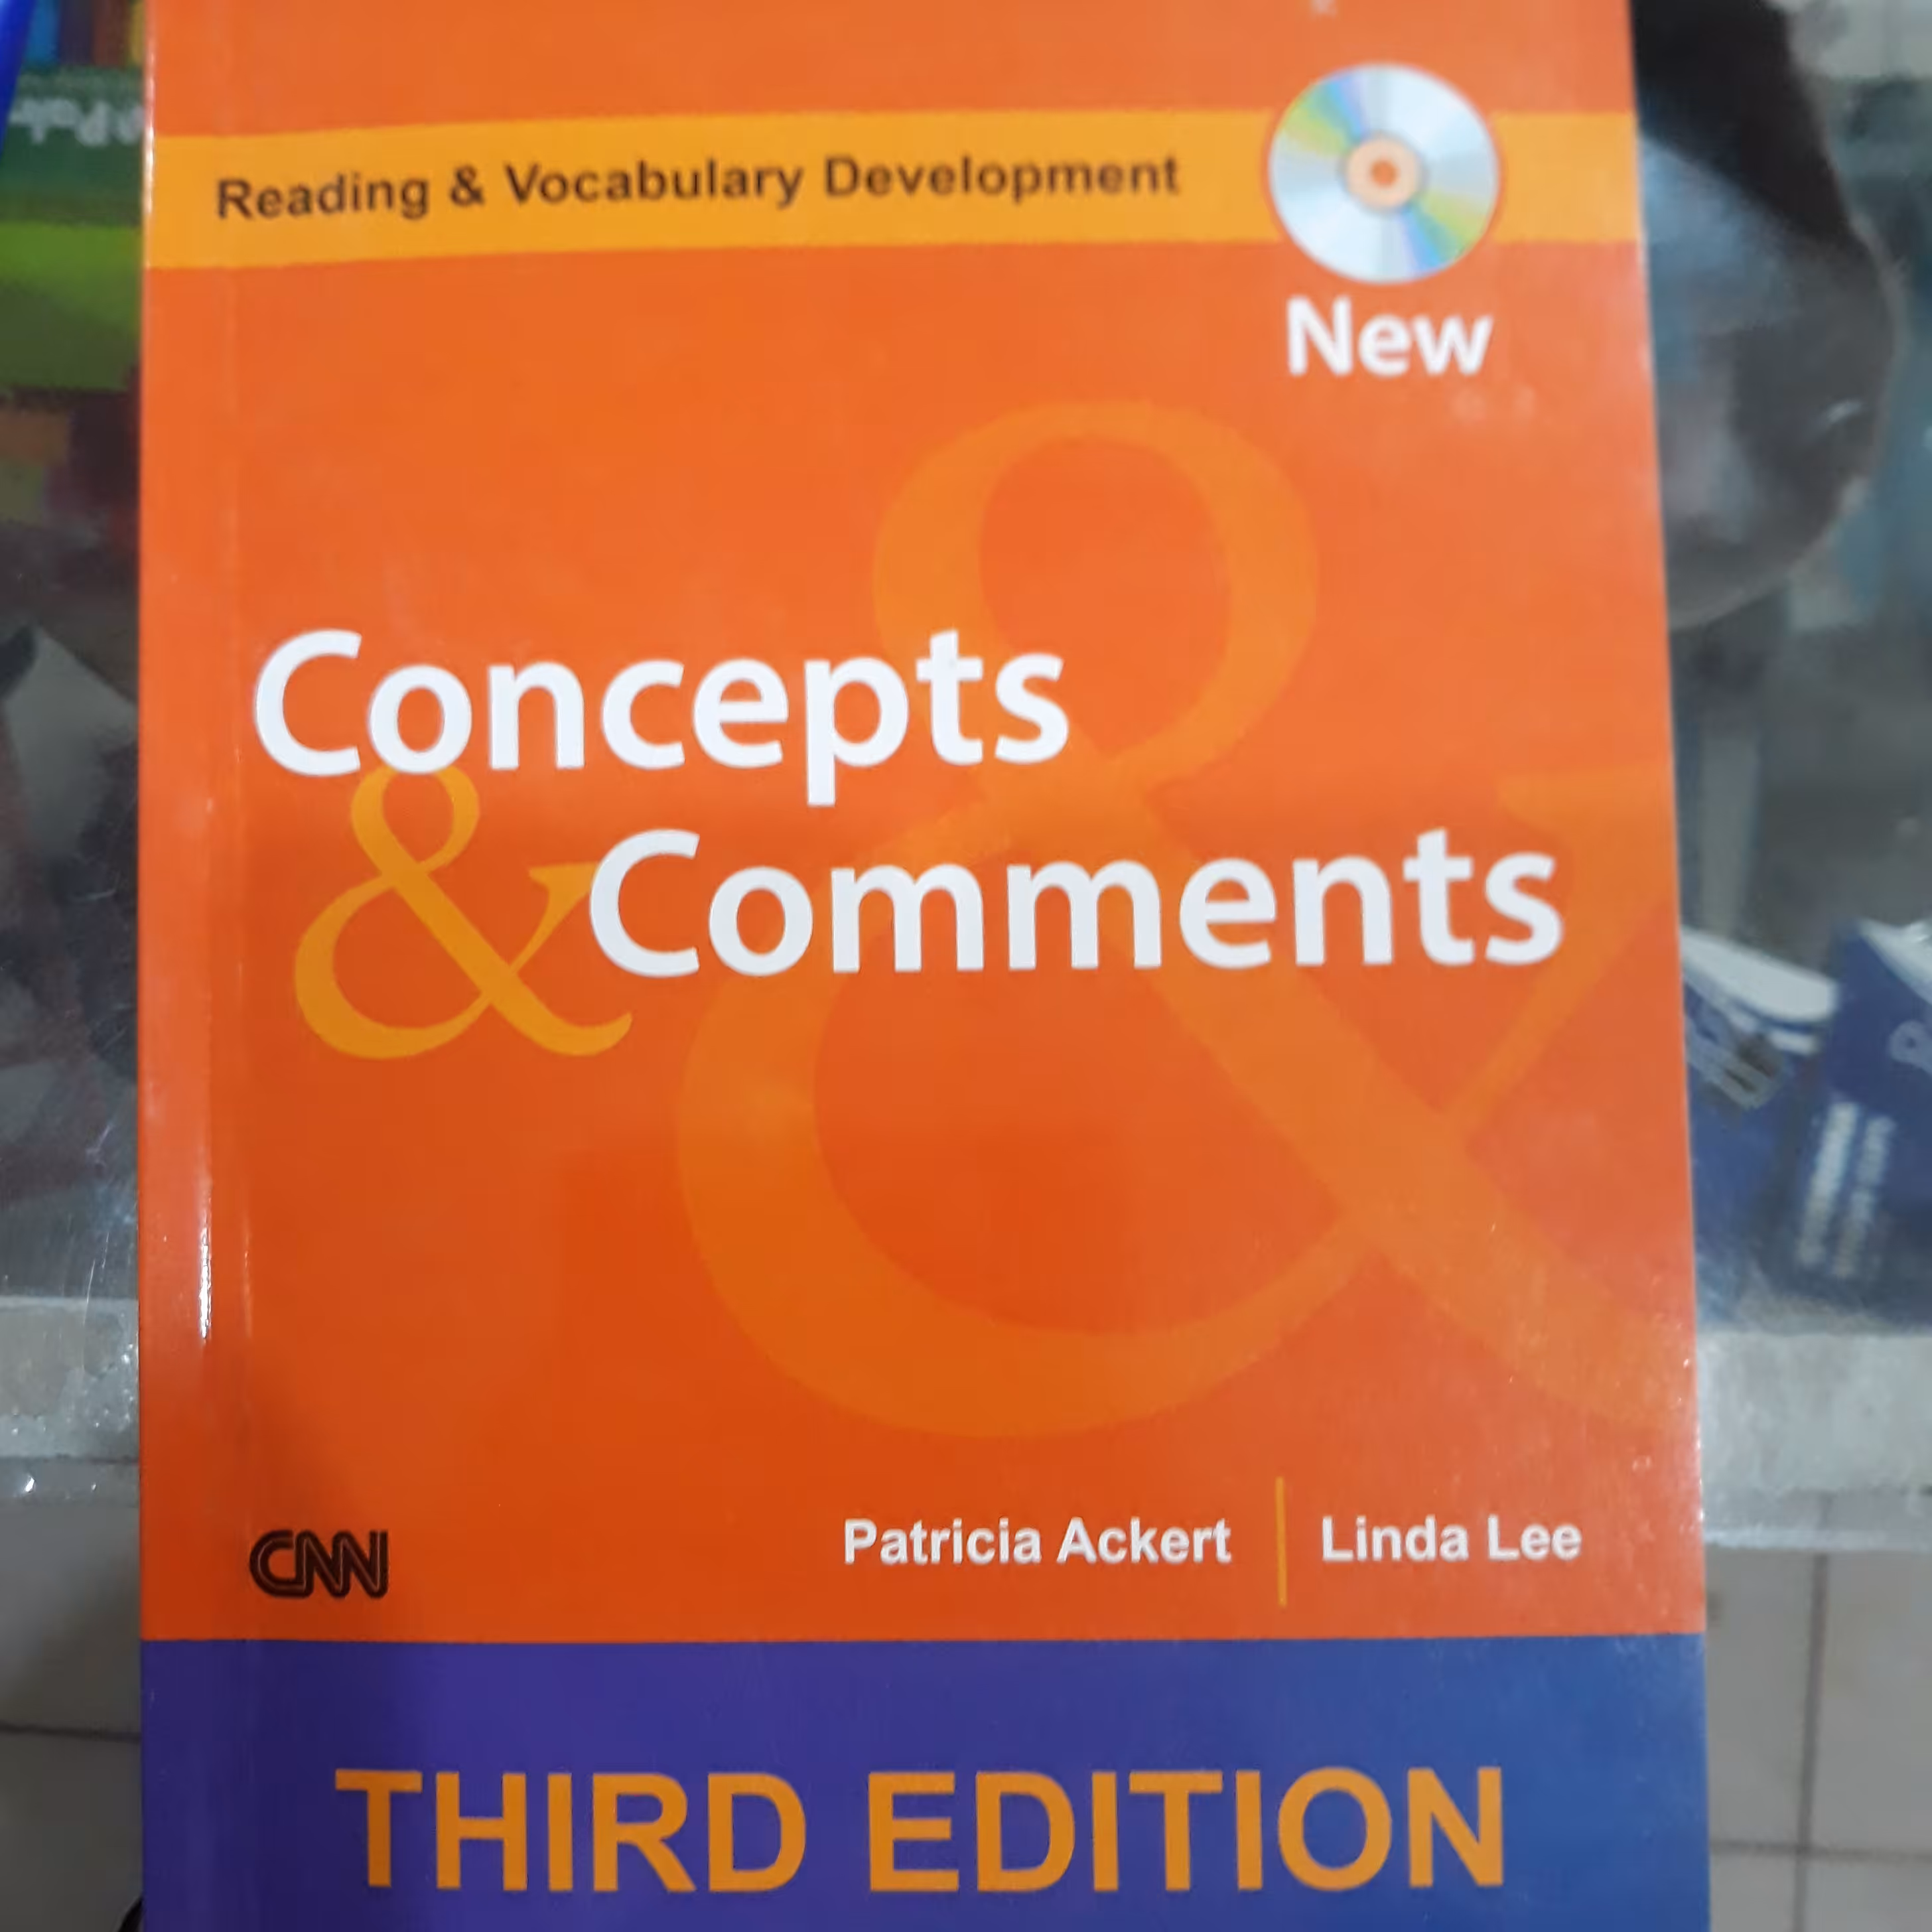 Reading & Vocabulary Development
New
Concepts
& Comments
CNN
Patricia Ackert | Linda Lee
THIRD EDITION